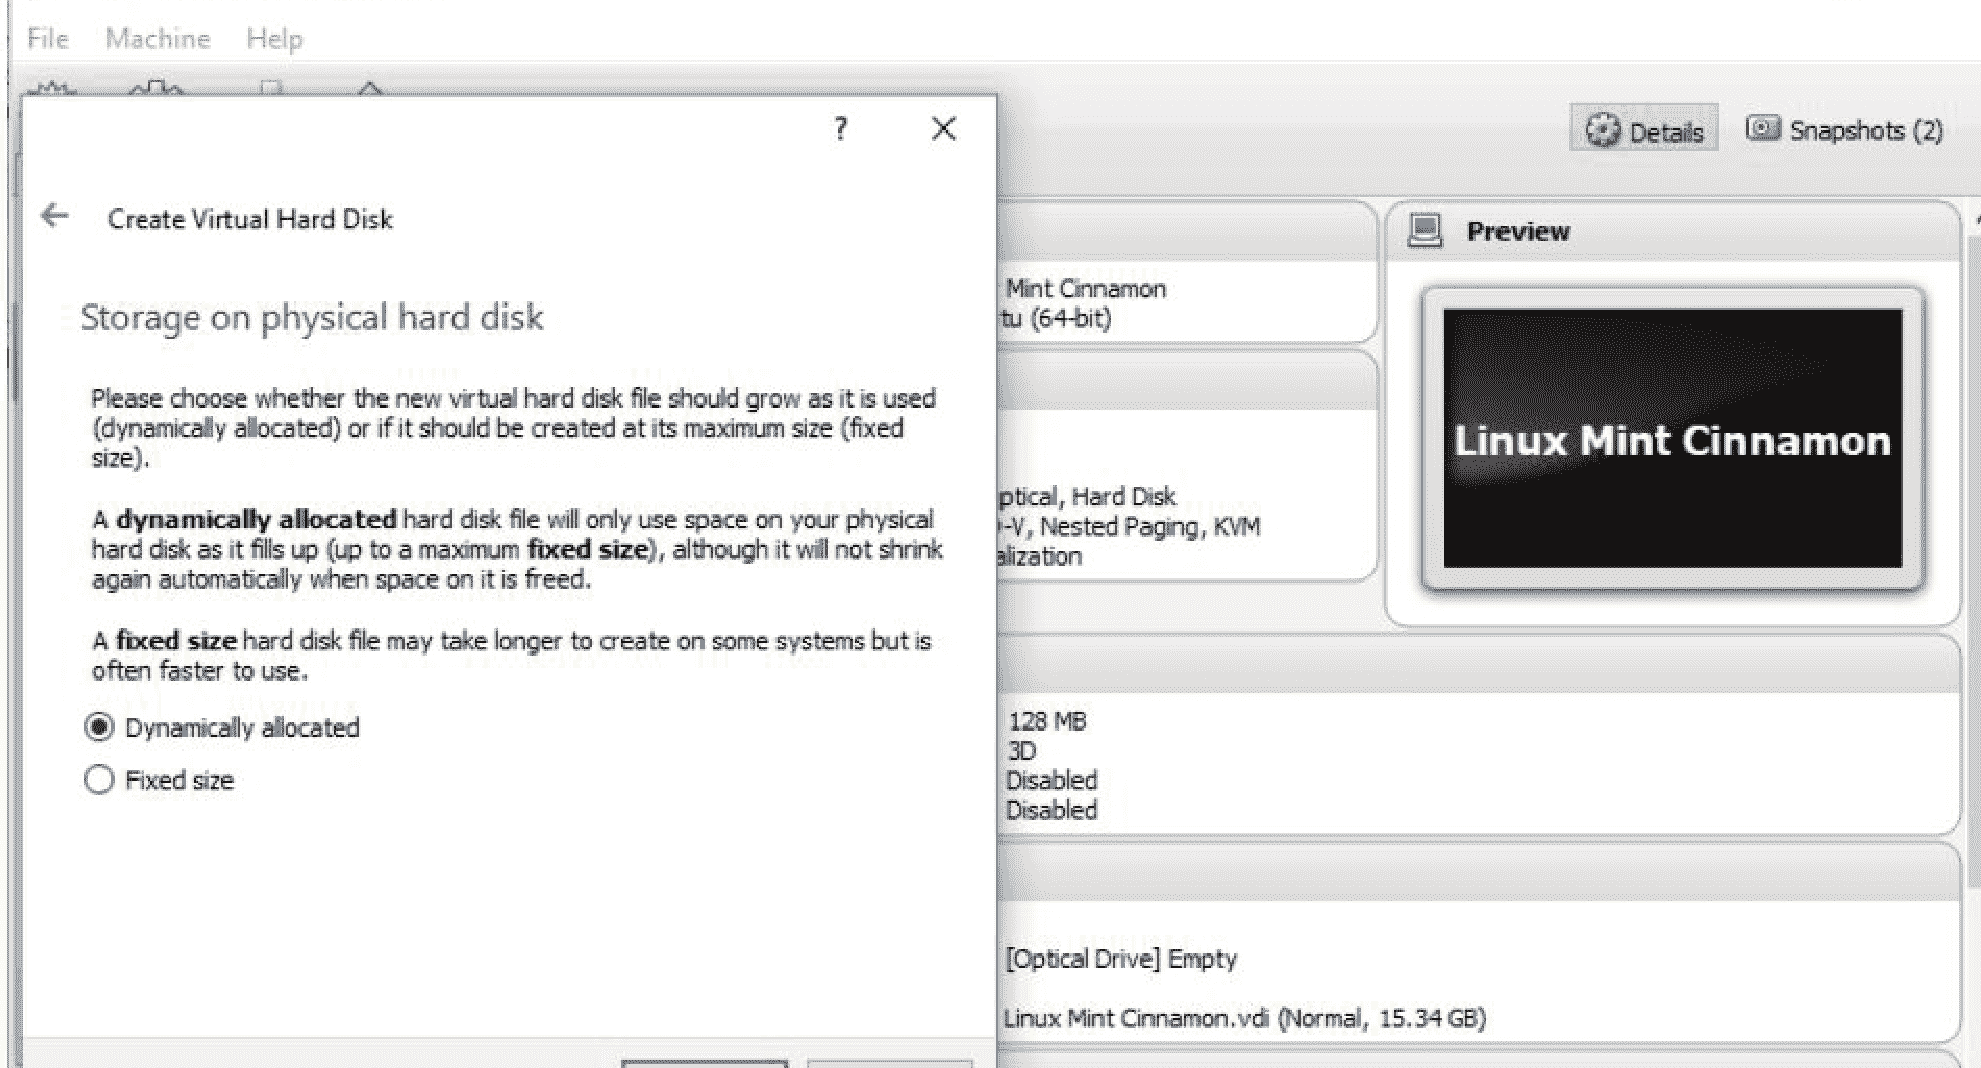 File Machine Help
Details Snapshots (2)
?
Create Virtual Hard Disk
Storage on physical hard disk
Please choose whether the new virtual hard disk file should grow as it is used
(dynamically allocated) or if it should be created at its maximum size (fixed
size).
A dynamically allocated hard disk file will only use space on your physical
hard disk as it fills up (up to a maximum fixed size), although it will not shrink
again automatically when space on it is freed.
A fixed size hard disk file may take longer to create on some systems but is
often faster to use.
Dynamically allocated
Fixed size
Mint Cinnamon
tu (64-bit)
ptical, Hard Disk
-V, Nested Paging, KVM
alization
Preview
Linux Mint Cinnamon
128 MB
3D
Disabled
Disabled
[Optical Drive] Empty
Linux Mint Cinnamon.vdi (Normal, 15.34 GB)